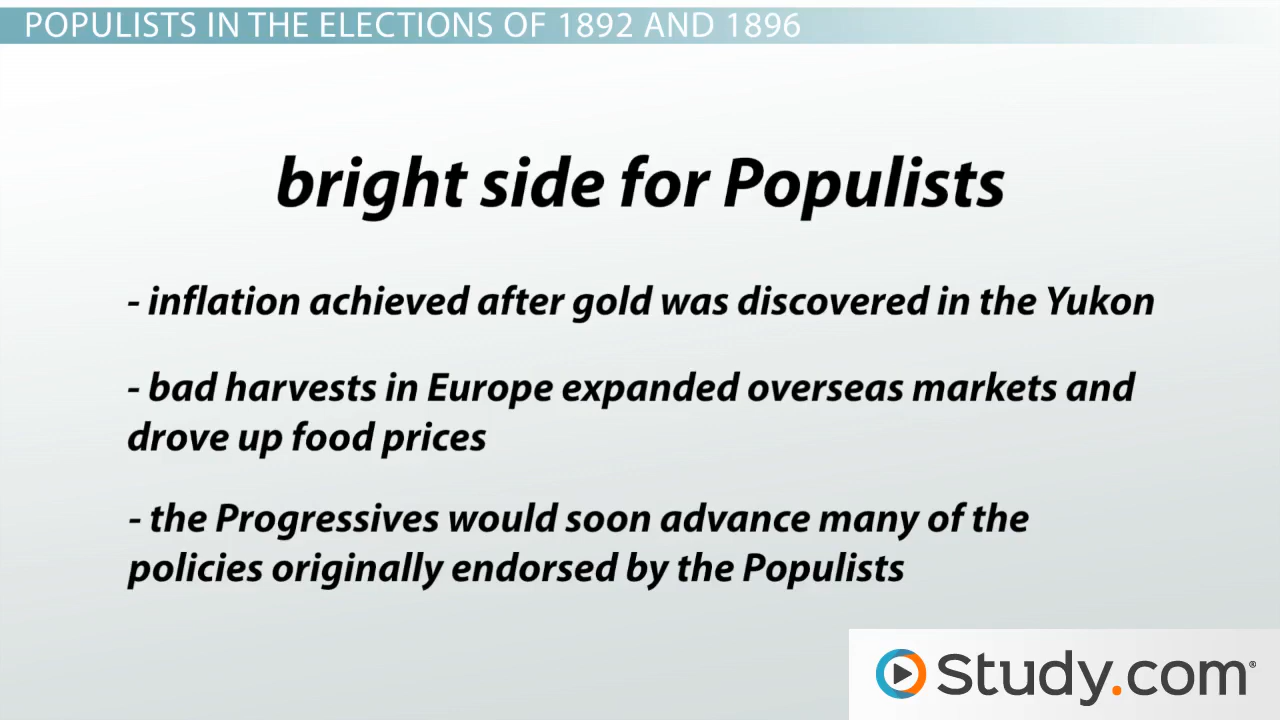 POPULISTS IN THE ELECTIONS OF 1892 AND 1896
bright side for Populists
- inflation achieved after gold was discovered in the Yukon
- bad harvests in Europe expanded overseas markets and
drove up food prices
- the Progressives would soon advance many of the
policies originally endorsed by the Populists
Study.com®